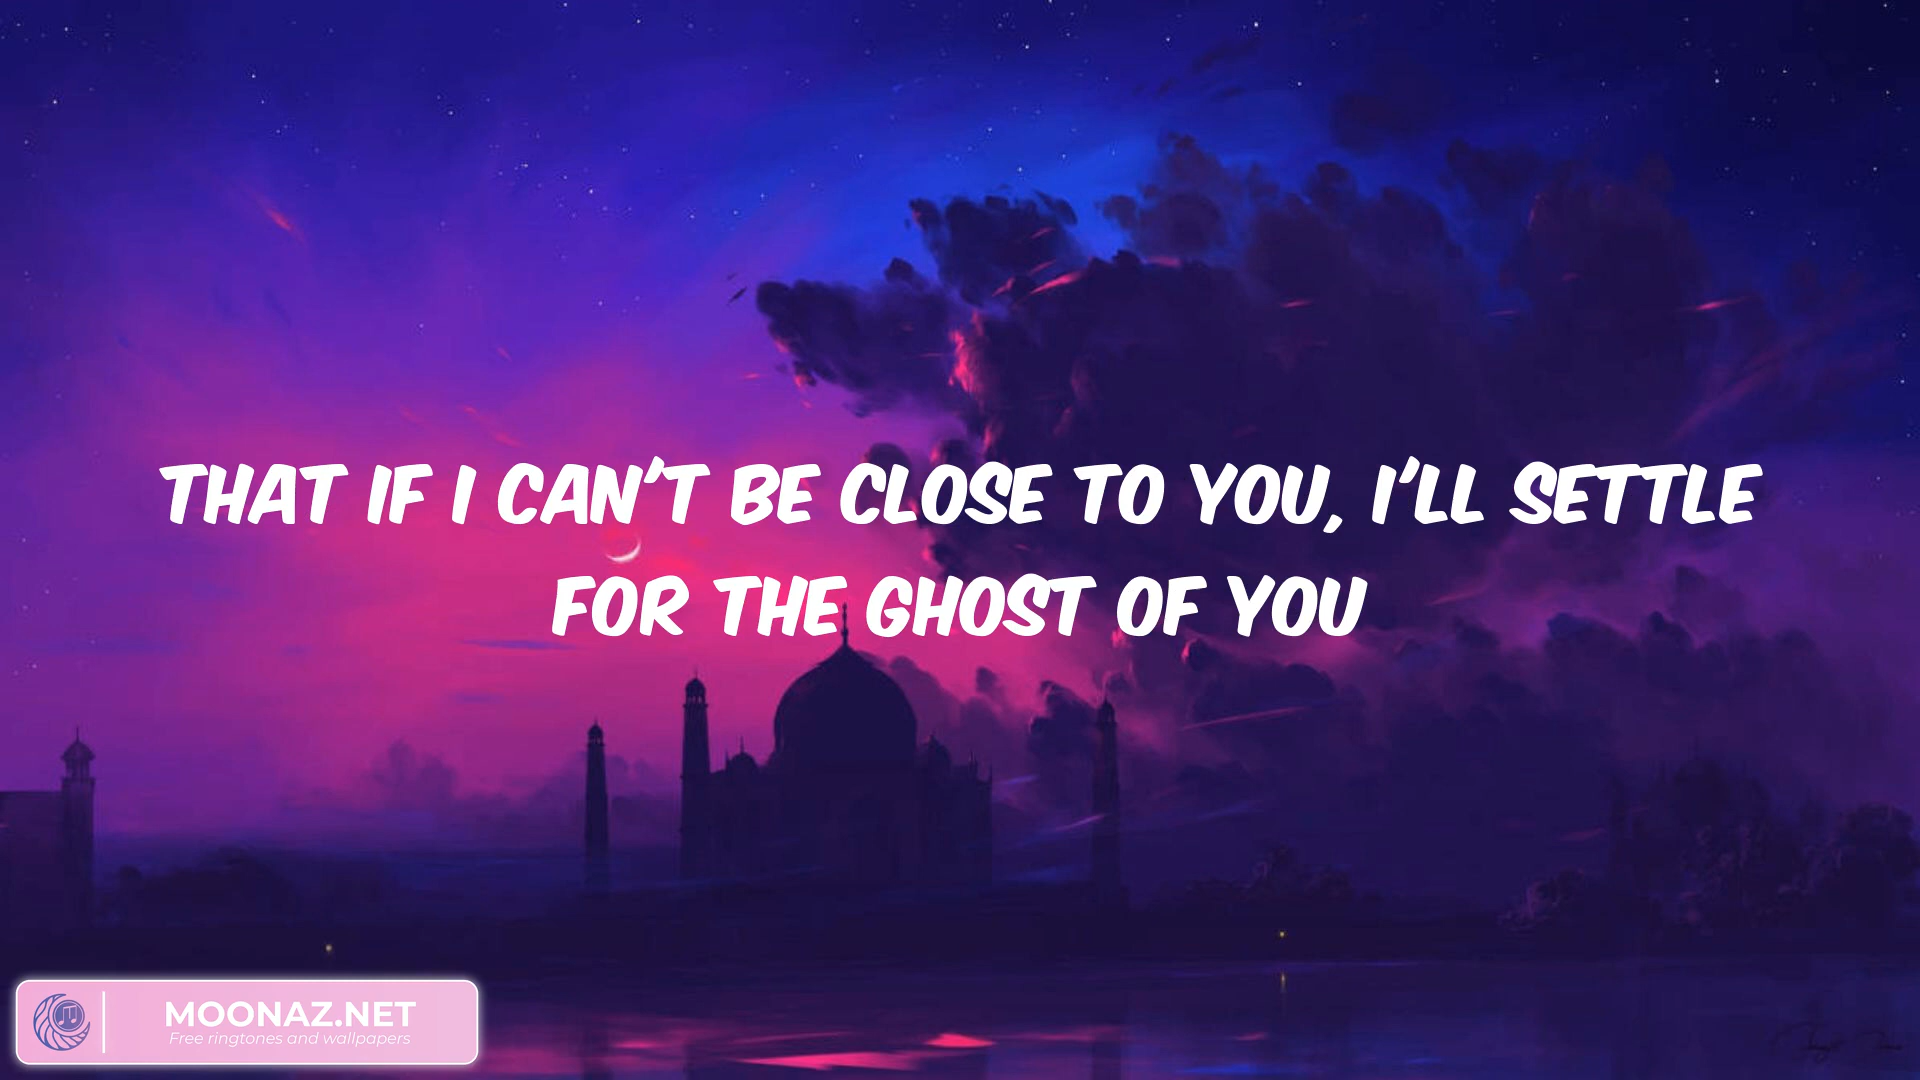 THAT IF I CAN'T BE CLOSE TO YOU, I'LL SETTLE
FOR THE GHOST OF YOU
MOONAZ.NET
Free ringtones and wallpapers